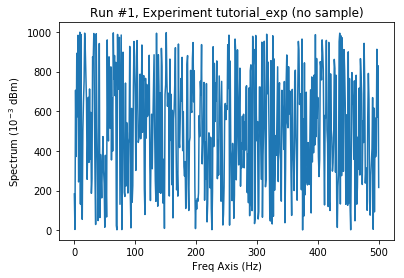 Run #1, Experiment tutorial_exp (no sample)
1000
800
600
400
200
0
Spectrum (10⁻³ dBm)
0 100 200 300 400 500
Freq Axis (Hz)